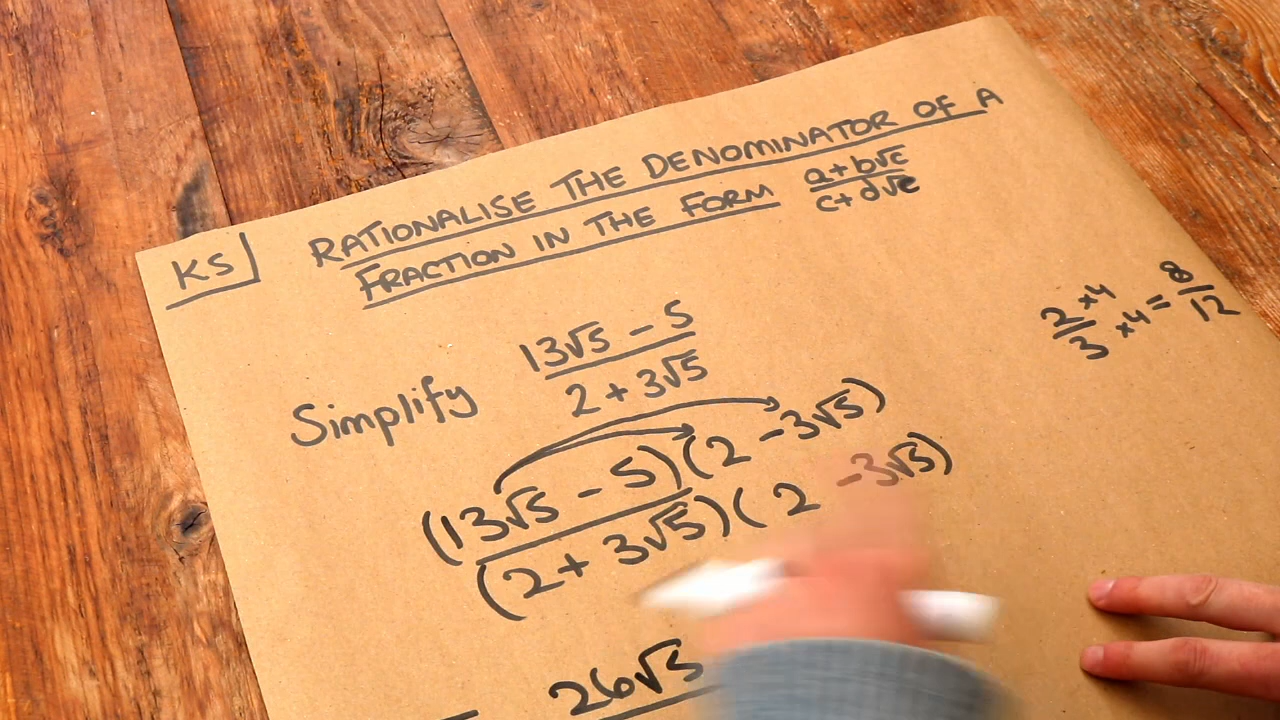 KS
RATIONALISE THE DENOMINATOR OF A
FRACTION IN THE FORM (a+b√c)/(c+d√e)
2×4/3×4 = 8/12
Simplify (13√5 - 5)/(2 + 3√5)
(13√5 - 5)(2 - 3√5)
(2 + 3√5)(2 - 3√5)
26√5